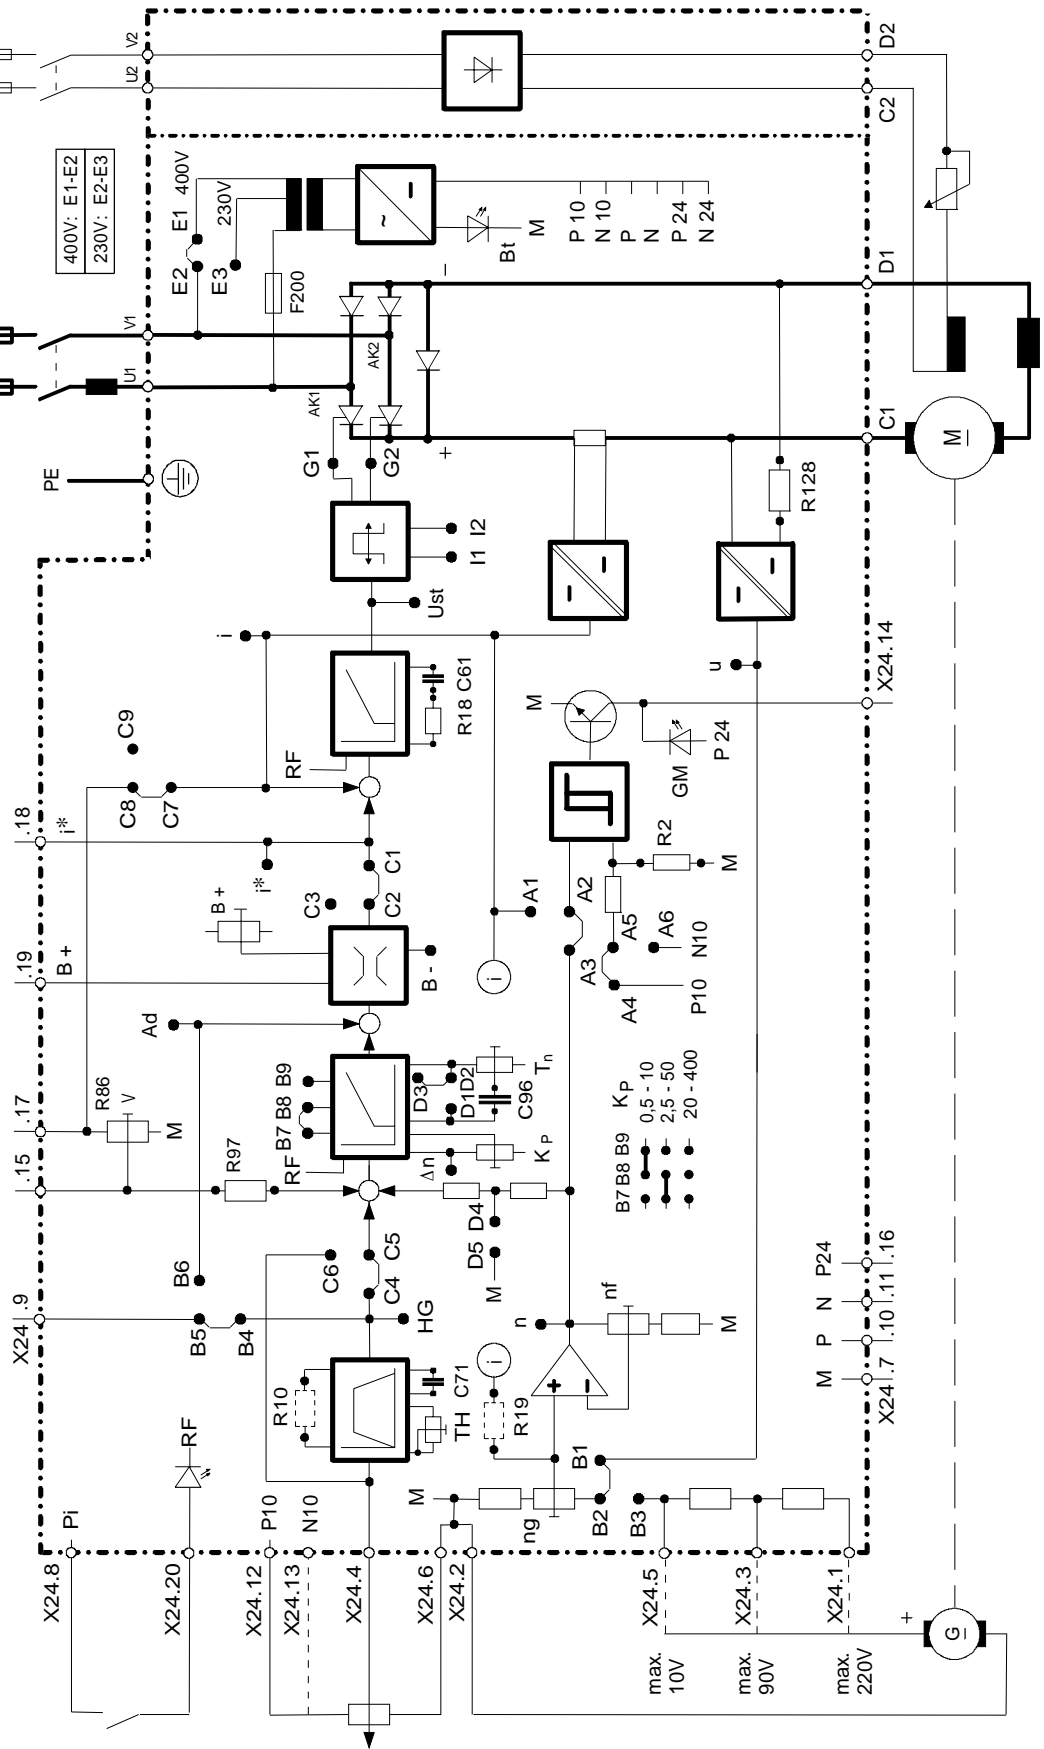 V2
U2
400V: E1-E2
230V: E2-E3
E1 400V
E2
230V
E3
F200
Bt
M
P 10
N 10
P
N
P 24
N 24
D2
C2
D1
C1
V1
U1
AK1
AK2
−
+
G1
G2
PE
I1 I2
Ust
R128
M
i
u
X24.14
RF
R18 C61
M
GM
P 24
C9
C8
C7
.18
i*
i*
C1
C2
C3
B +
.19
B +
B -
A1
A2
R2
M
A3
A4
A5
A6
N10
P10
i
Ad
B7 B8 B9
RF
D3
D1D2
Tn
C96
KP
Δn
.17
R86
V
M
.15
R97
KP
B7 B8 B9
0,5 - 10
2,5 - 50
20 - 400
D4
D5
M
C6
C5
C4
HG
B6
B5
B4
X24 .9
n
nf
M
M P N P24
X24 .7 .10 .11 .16
R10
TH C71
i
R19
+
−
RF
Pi
P10
N10
M
ng
B1
B2
B3
X24.8
X24.20
X24.12
X24.13
X24.4
X24.6
X24.2
X24.5
X24.3
X24.1
max.
10V
max.
90V
max.
220V
+
G